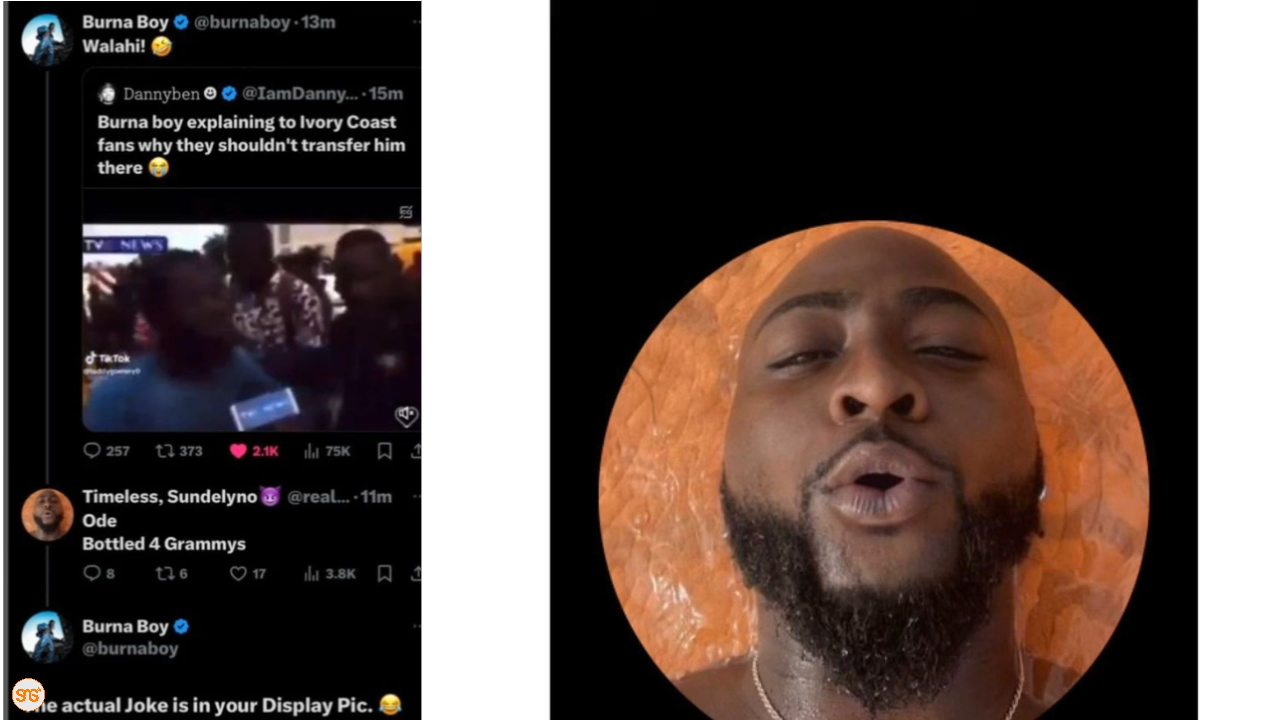 Burna Boy @burnaboy · 13m
Walahi! 🤣
Dannyben @IamDanny... · 15m
Burna boy explaining to Ivory Coast
fans why they shouldn't transfer him
there 😭
TV NEWS
TikTok
257 373 2.1K 75K
Timeless, Sundelyno😈 @real... · 11m
Ode
Bottled 4 Grammys
8 6 17 3.8K
Burna Boy
@burnaboy
SNG
actual Joke is in your Display Pic. 😂